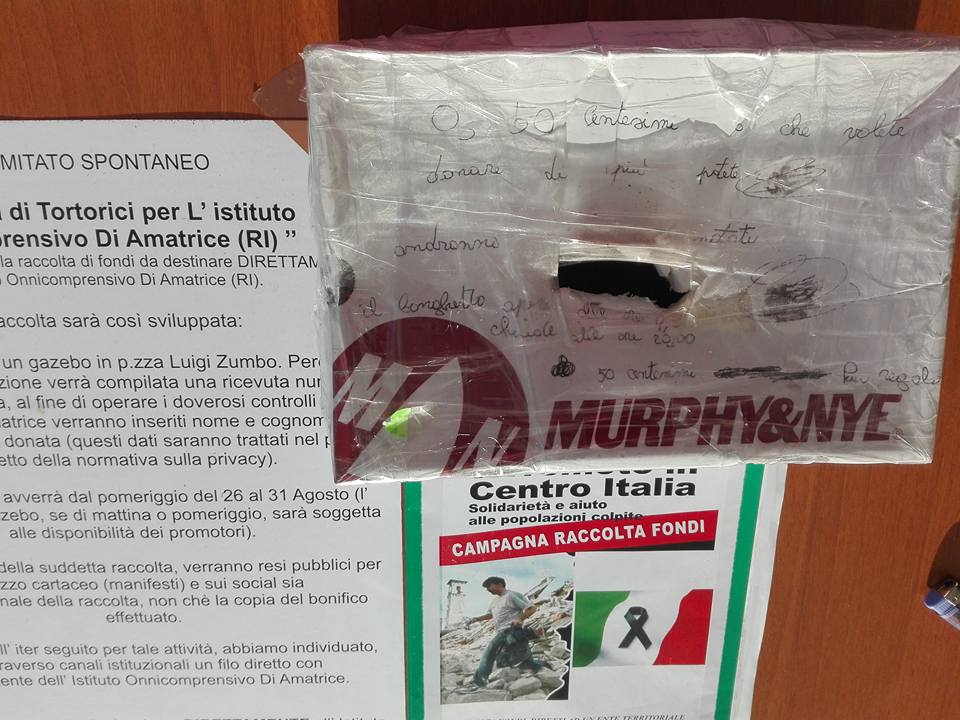 MITATO SPONTANEO
di Tortorici per L' istituto
prensivo Di Amatrice (RI) ”
la raccolta di fondi da destinare DIRETTAM
Onnicomprensivo Di Amatrice (RI).
accolta sarà così sviluppata:
un gazebo in p.zza Luigi Zumbo. Per
zione verrà compilata una ricevuta nu
a, al fine di operare i doverosi controlli
atrice verranno inseriti nome e cognom
donata (questi dati saranno trattati nel
etto della normativa sulla privacy).
avverrà dal pomeriggio del 26 al 31 Agosto (l'
zebo, se di mattina o pomeriggio, sarà soggetta
alle disponibilità dei promotori).
della suddetta raccolta, verranno resi pubblici per
zzo cartaceo (manifesti) e sui social sia
nale della raccolta, non chè la copia del bonifico
effettuato.
ll' iter seguito per tale attività, abbiamo individuato,
raverso canali istituzionali un filo diretto con
ente dell' Istituto Onnicomprensivo Di Amatrice.
0,50 centesimi che volete
donare di più potete
andranno
il banghetto
chiude alle ore
50 centesimi
MURPHY&NYE
Centro Italia
Solidarietà e aiuto
alle popolazioni colpite
CAMPAGNA RACCOLTA FONDI